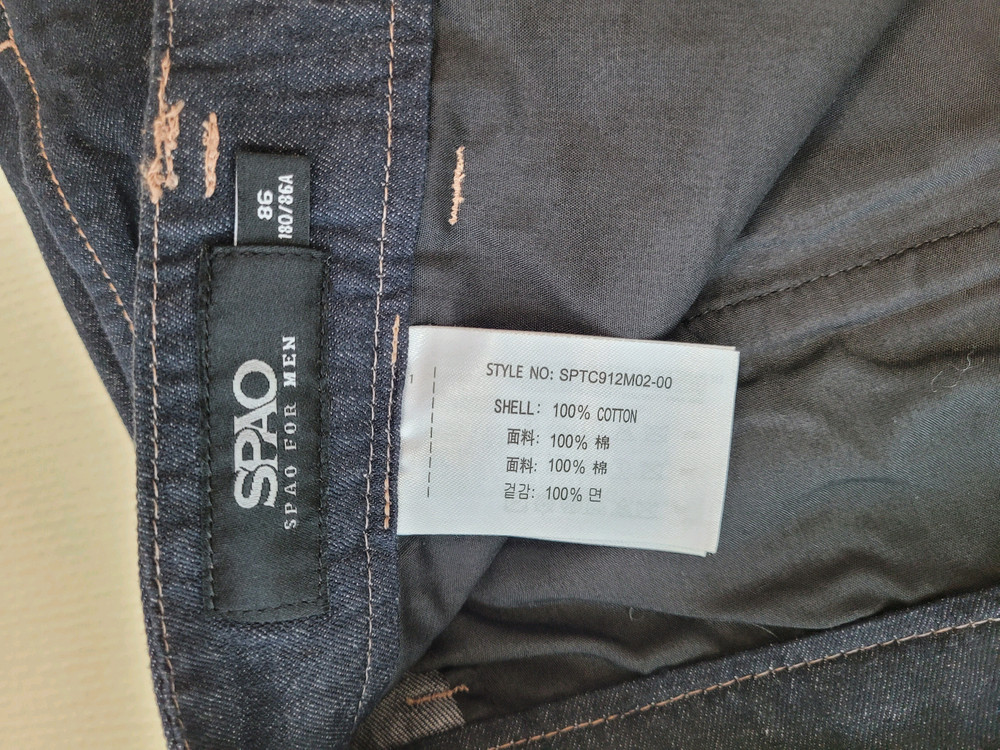 86
180/86A
SPAO
SPAO FOR MEN
STYLE NO: SPTC912M02-00
SHELL: 100% COTTON
面料: 100% 棉
面料: 100% 棉
겉감: 100% 면